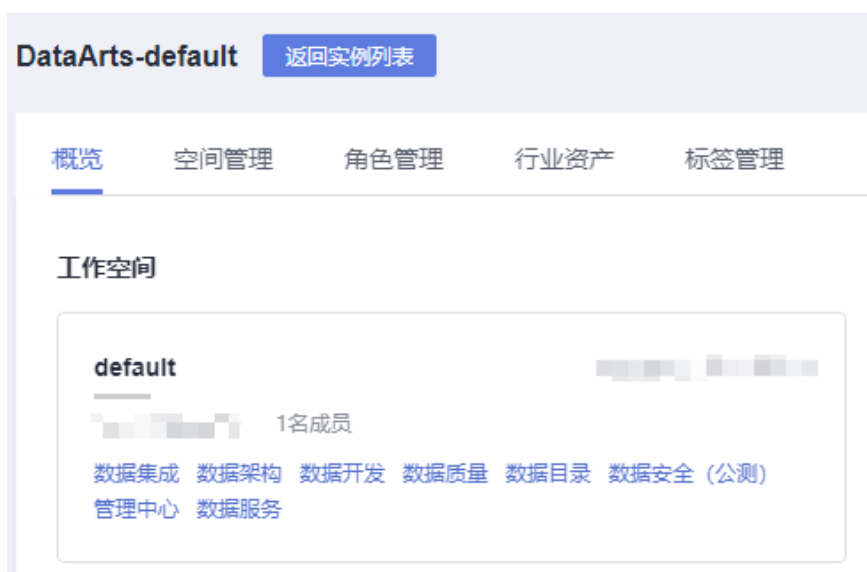 DataArts-default 返回实例列表
概览 空间管理 角色管理 行业资产 标签管理
工作空间
default
1名成员
数据集成 数据架构 数据开发 数据质量 数据目录 数据安全（公测）
管理中心 数据服务